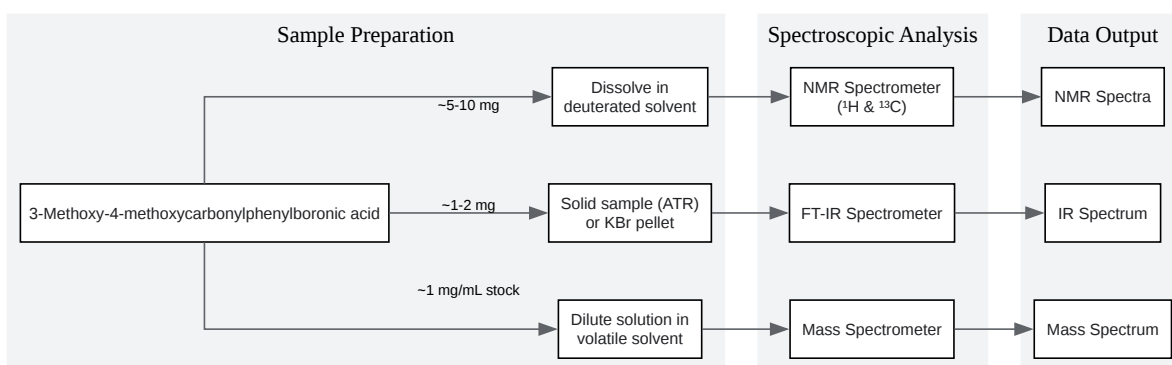 Sample Preparation
Spectroscopic Analysis
Data Output
Dissolve in
deuterated solvent
NMR Spectrometer
(¹H & ¹³C)
NMR Spectra
~5-10 mg
3-Methoxy-4-methoxycarbonylphenylboronic acid
~1-2 mg
Solid sample (ATR)
or KBr pellet
FT-IR Spectrometer
IR Spectrum
~1 mg/mL stock
Dilute solution in
volatile solvent
Mass Spectrometer
Mass Spectrum